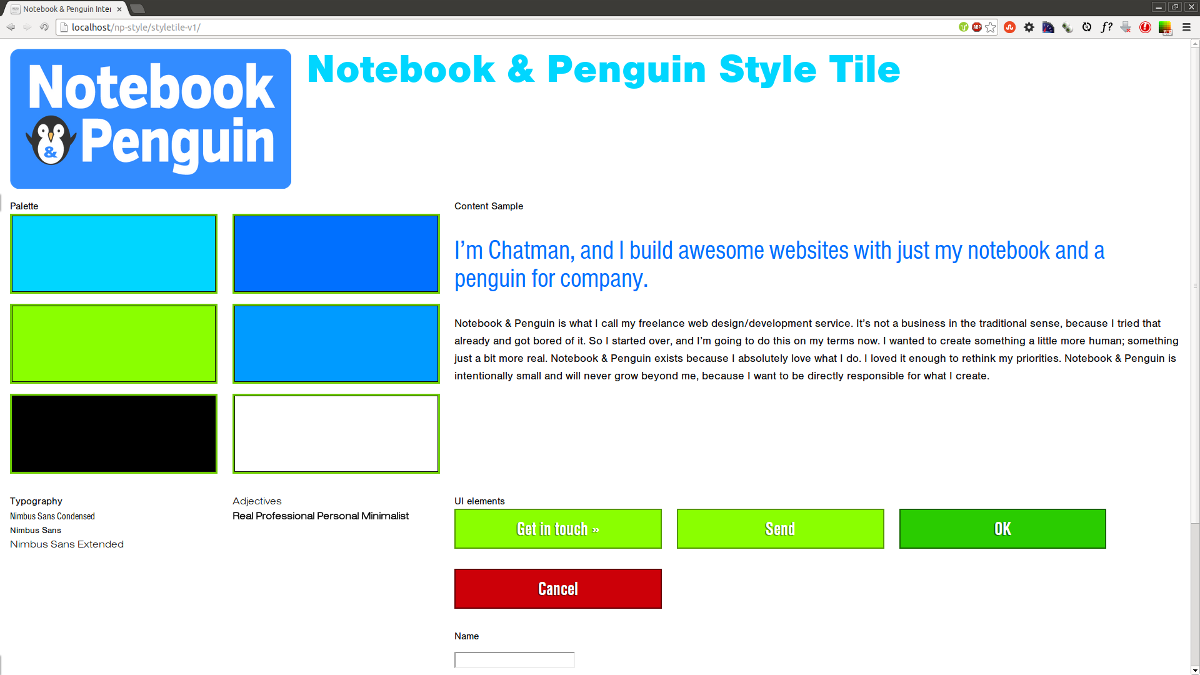 Notebook & Penguin Inter
localhost/np-style/styletile-v1/
Notebook
& Penguin
Notebook & Penguin Style Tile
Palette
Content Sample
I’m Chatman, and I build awesome websites with just my notebook and a
penguin for company.
Notebook & Penguin is what I call my freelance web design/development service. It’s not a business in the traditional sense, because I tried that
already and got bored of it. So I started over, and I’m going to do this on my terms now. I wanted to create something a little more human; something
just a bit more real. Notebook & Penguin exists because I absolutely love what I do. I loved it enough to rethink my priorities. Notebook & Penguin is
intentionally small and will never grow beyond me, because I want to be directly responsible for what I create.
Typography
Nimbus Sans Condensed
Nimbus Sans
Nimbus Sans Extended
Adjectives
Real Professional Personal Minimalist
UI elements
Get in touch »
Send
OK
Cancel
Name